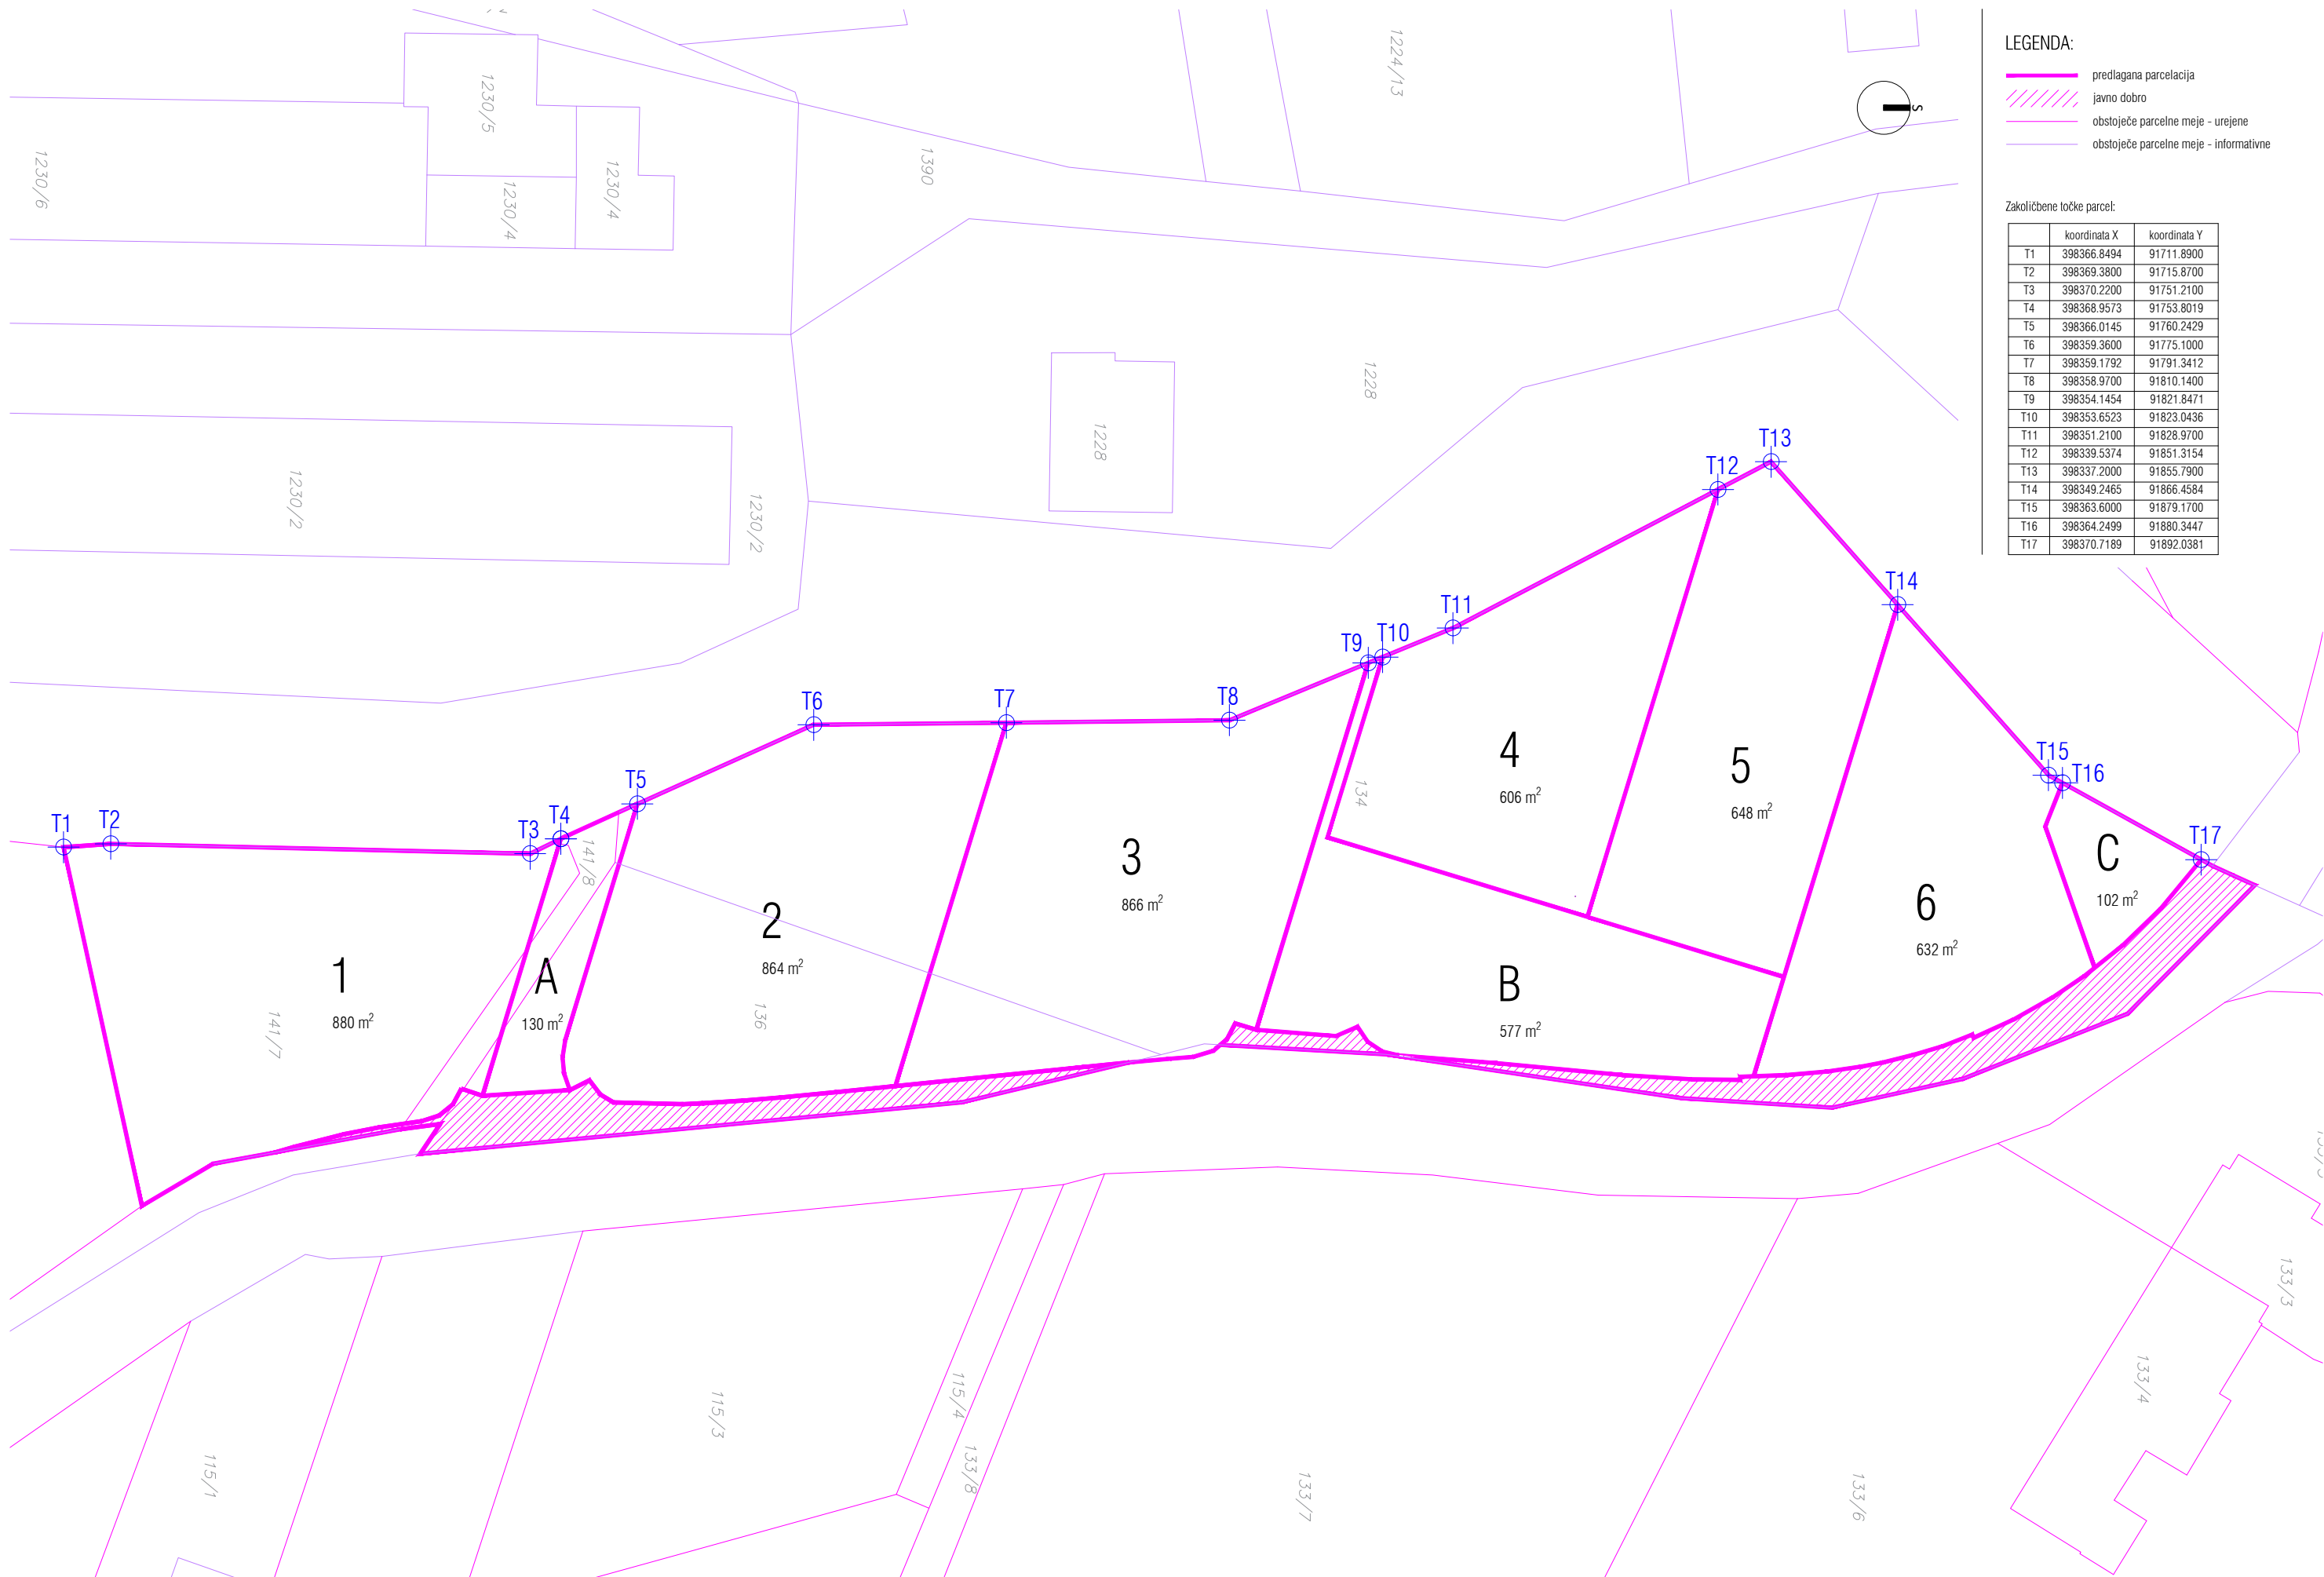 LEGENDA:
predlagana parcelacija
javno dobro
obstoječe parcelne meje - urejene
obstoječe parcelne meje - informativne
S
Zakoličbene točke parcel:
koordinata X koordinata Y
T1 398366.8494 91711.8900
T2 398369.3800 91715.8700
T3 398370.2200 91751.2100
T4 398368.9573 91753.8019
T5 398366.0145 91760.2429
T6 398359.3600 91775.1000
T7 398359.1792 91791.3412
T8 398358.9700 91810.1400
T9 398354.1454 91821.8471
T10 398353.6523 91823.0436
T11 398351.2100 91828.9700
T12 398339.5374 91851.3154
T13 398337.2000 91855.7900
T14 398349.2465 91866.4584
T15 398363.6000 91879.1700
T16 398364.2499 91880.3447
T17 398370.7189 91892.0381
1230/6
1230/5
1230/4
1230/4
1390
1224/13
1230/2
1230/2
1228
1228
T1
T2
T3
T4
T5
T6
T7
T8
T9
T10
T11
T12
T13
T14
T15
T16
T17
141/8
134
1
880 m²
141/7
A
130 m²
2
864 m²
136
3
866 m²
4
606 m²
5
648 m²
B
577 m²
6
632 m²
C
102 m²
115/1
115/3
115/4
133/8
133/7
133/6
133/4
133/3